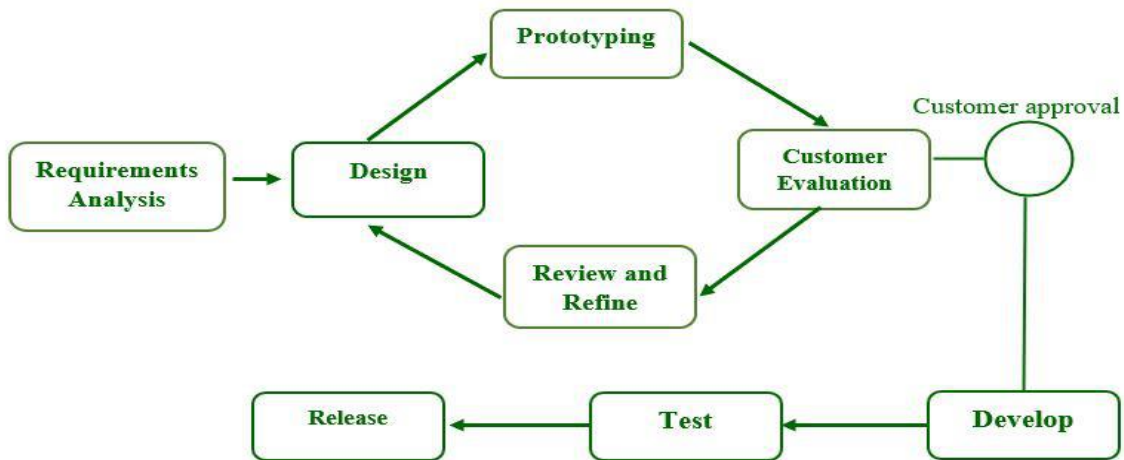 Prototyping
Customer approval
Requirements
Analysis
Design
Customer
Evaluation
Review and
Refine
Release
Test
Develop